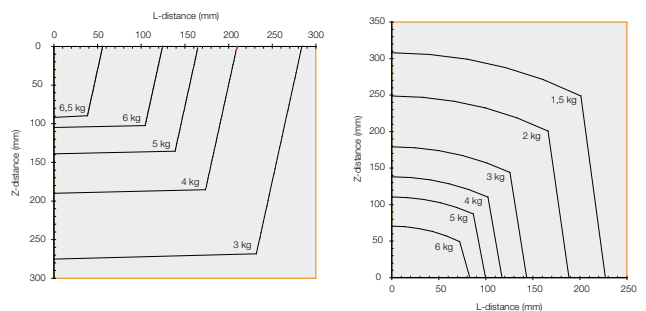 L-distance (mm)
0 50 100 150 200 250 300
0
50
100
150
200
250
300
Z-distance (mm)
6,5 kg
6 kg
5 kg
4 kg
3 kg
350
300
250
200
150
100
50
0
Z-distance (mm)
1,5 kg
2 kg
3 kg
4 kg
5 kg
6 kg
0 50 100 150 200 250
L-distance (mm)